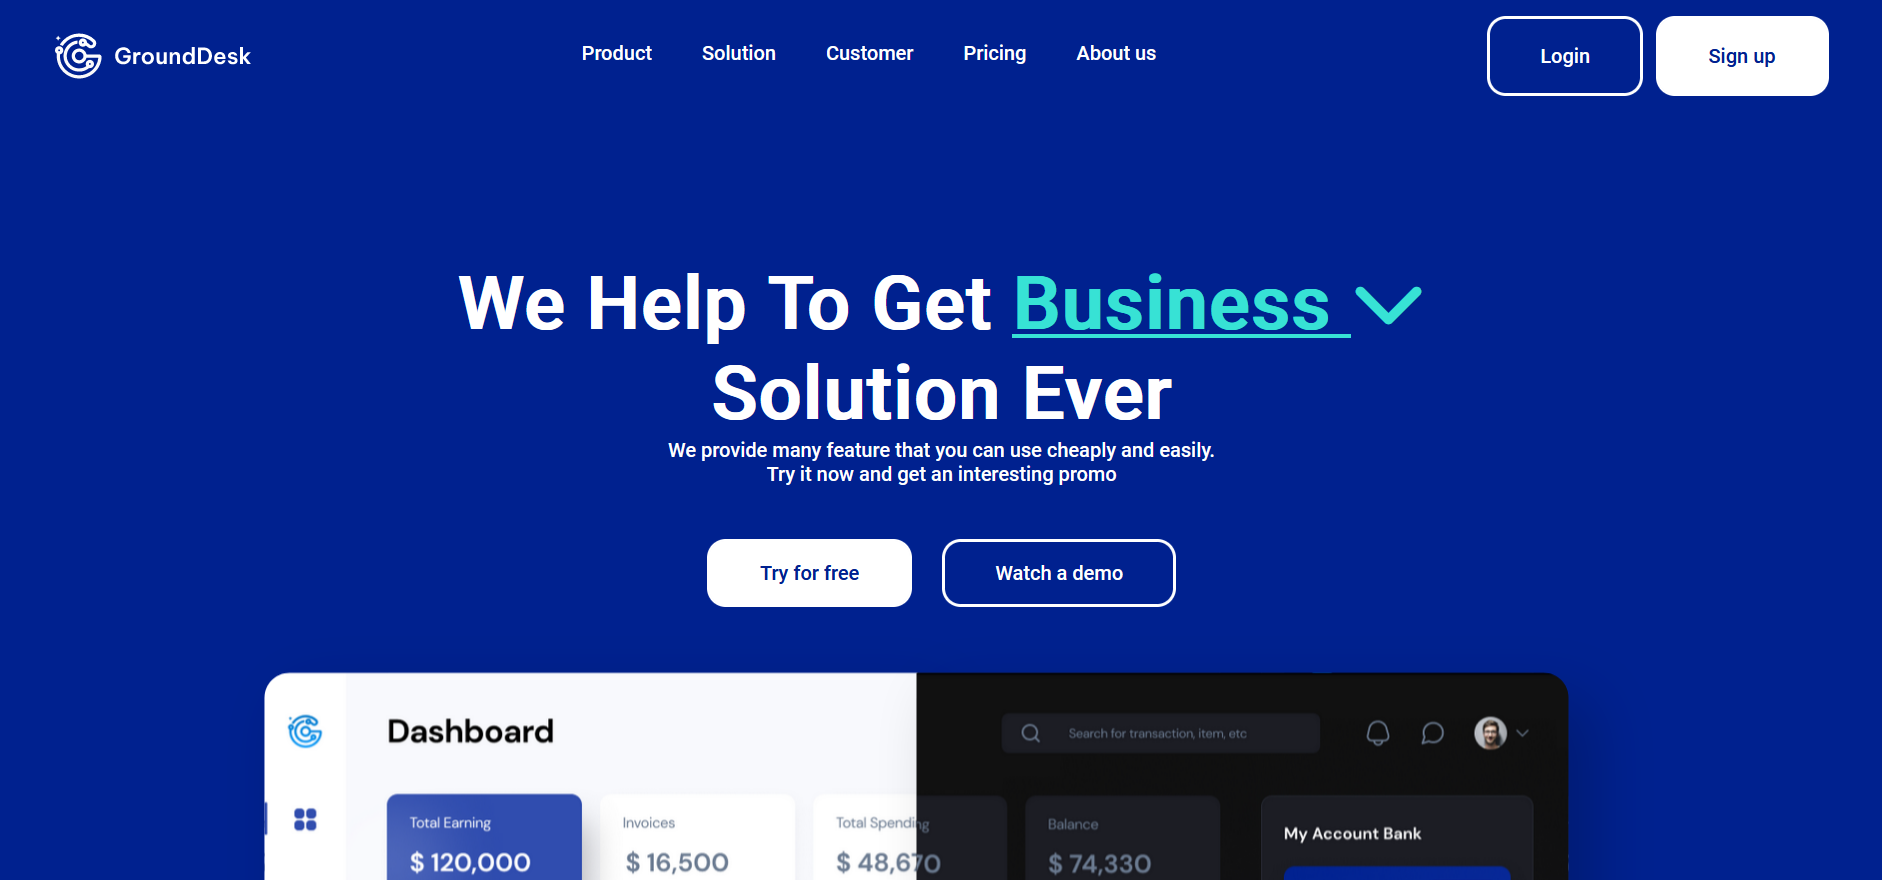 GroundDesk
Product Solution Customer Pricing About us
Login
Sign up
We Help To Get Business
Solution Ever
We provide many feature that you can use cheaply and easily.
Try it now and get an interesting promo
Try for free
Watch a demo
Dashboard
Search for transaction, item, etc
Total Earning
$ 120,000
Invoices
$ 16,500
Total Spending
$ 48,670
Balance
$ 74,330
My Account Bank